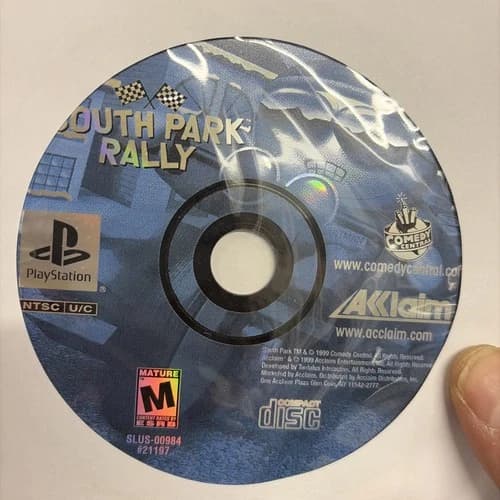 SOUTH PARK™
RALLY
PlayStation
®
NTSC U/C
COMEDY
CENTRAL
www.comedycentral.co
AKKlaim
www.acclaim.com
South Park TM & © 1999 Comedy Central. All Rights Reserved.
Acclaim ® & © 1999 Acclaim Entertainment, Inc. All Rights Reserved.
Developed by Tantalus Interactive. All Rights Reserved.
Marketed by Acclaim. Distributed by Acclaim Distribution, Inc.
One Acclaim Plaza Glen Cove, NY 11542-2777
MATURE
M
CONTENT RATED BY
ESRB
SLUS-00984
#21197
COMPACT
disc